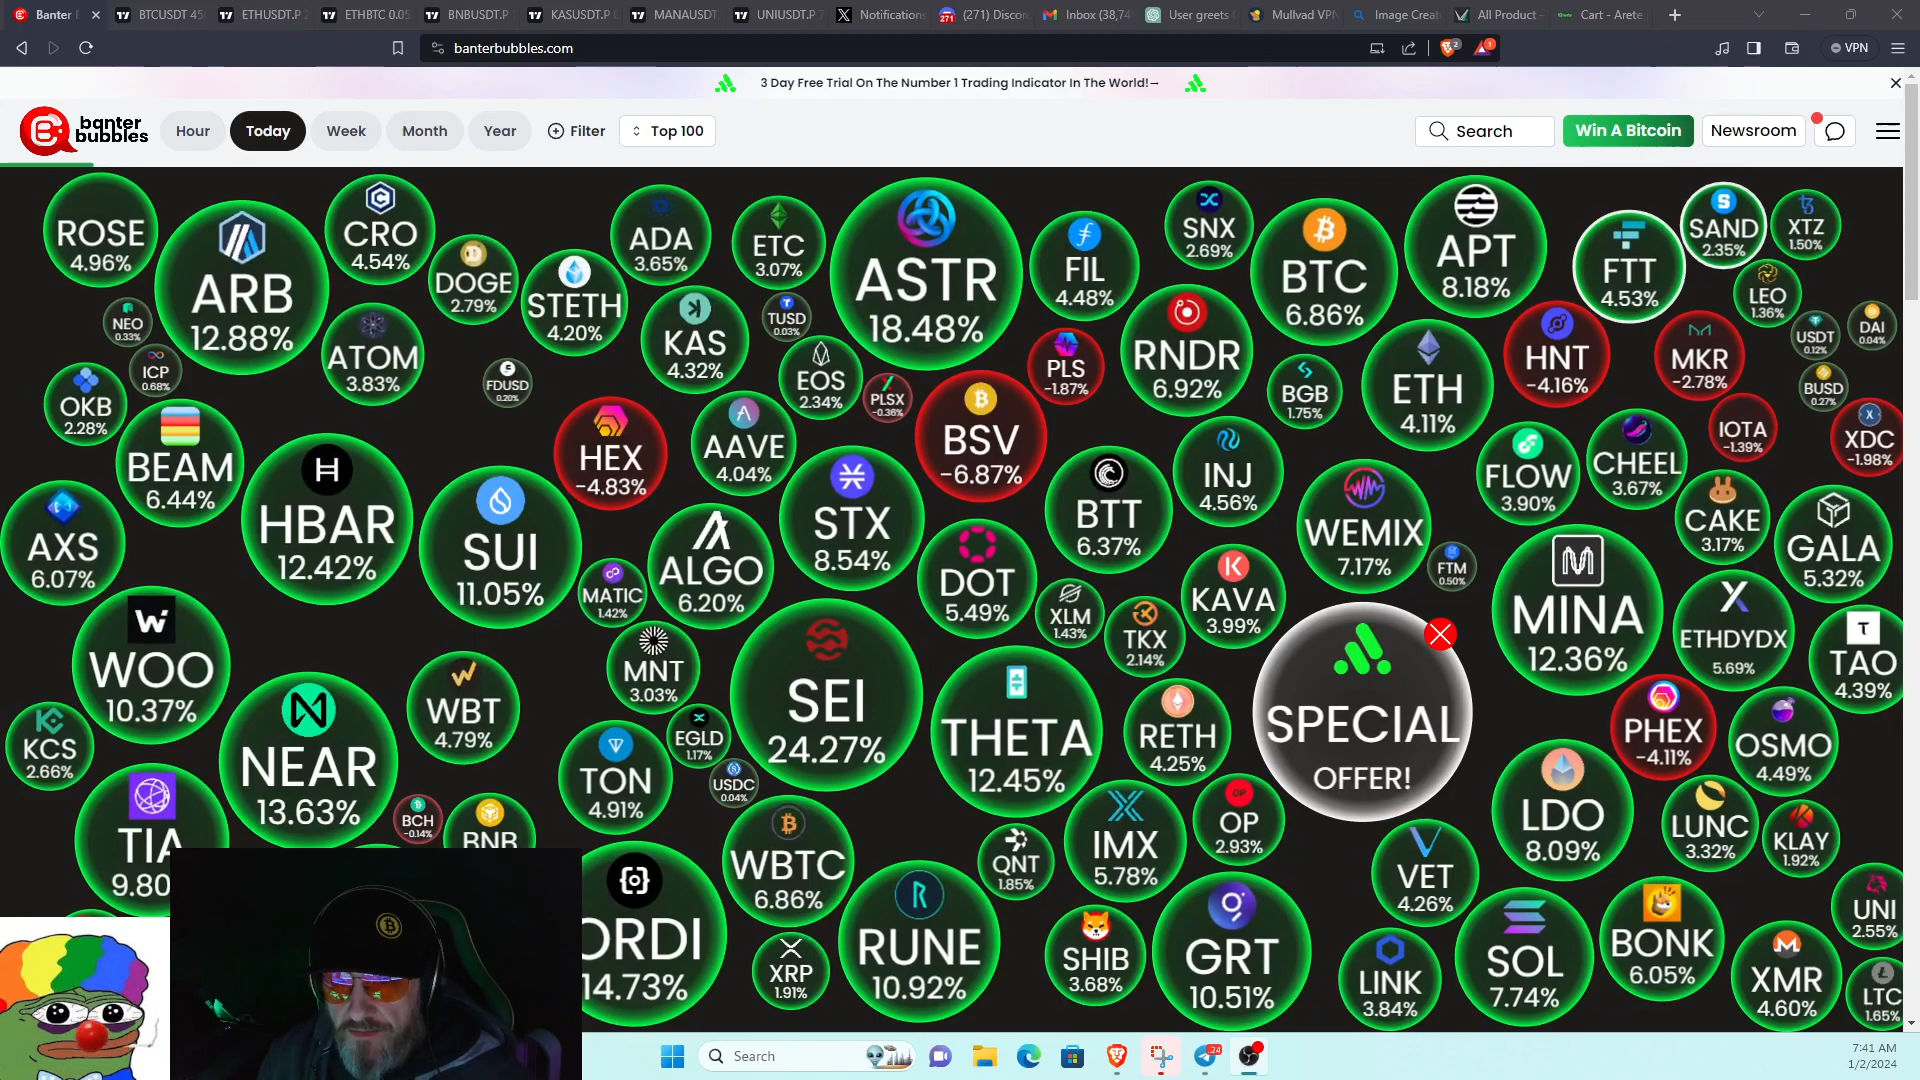 Banter
BTCUSDT 45
ETHUSDT.P 2
ETHBTC 0.05
BNBUSDT.P
KASUSDT.P
MANAUSDT
UNIUSDT.P
Notifications
(271) Discor
Inbox (38,74
User greets
Mullvad VPN
Image Creat
All Product -
Cart - Arete
banterbubbles.com
2
1
VPN
3 Day Free Trial On The Number 1 Trading Indicator In The World!→
banter
bubbles
Hour
Today
Week
Month
Year
Filter
Top 100
Search
Win A Bitcoin
Newsroom
ROSE
4.96%
ARB
12.88%
CRO
4.54%
DOGE
2.79%
STETH
4.20%
ADA
3.65%
ETC
3.07%
ASTR
18.48%
FIL
4.48%
SNX
2.69%
BTC
6.86%
APT
8.18%
FTT
4.53%
SAND
2.35%
XTZ
1.50%
LEO
1.36%
NEO
0.33%
ICP
0.68%
ATOM
3.83%
FDUSD
0.20%
KAS
4.32%
TUSD
0.03%
EOS
2.34%
PLSX
-0.36%
PLS
-1.87%
RNDR
6.92%
BGB
1.75%
ETH
4.11%
HNT
-4.16%
MKR
-2.78%
USDT
0.12%
DAI
0.04%
BUSD
0.27%
OKB
2.28%
BEAM
6.44%
HBAR
12.42%
HEX
-4.83%
AAVE
4.04%
BSV
-6.87%
INJ
4.56%
FLOW
3.90%
CHEEL
3.67%
IOTA
-1.39%
XDC
-1.98%
AXS
6.07%
SUI
11.05%
MATIC
1.42%
ALGO
6.20%
STX
8.54%
DOT
5.49%
BTT
6.37%
WEMIX
7.17%
FTM
0.50%
CAKE
3.17%
GALA
5.32%
WOO
10.37%
WBT
4.79%
MNT
3.03%
EGLD
1.17%
SEI
24.27%
XLM
1.43%
TKX
2.14%
KAVA
3.99%
MINA
12.36%
ETHDYDX
5.69%
TAO
4.39%
KCS
2.66%
NEAR
13.63%
TON
4.91%
USDC
0.04%
THETA
12.45%
RETH
4.25%
SPECIAL
OFFER!
PHEX
-4.11%
OSMO
4.49%
TIA
9.80
BCH
-0.14%
BNB
WBTC
6.86%
QNT
1.85%
IMX
5.78%
OP
OP
2.93%
LDO
8.09%
LUNC
3.32%
KLAY
1.92%
ORDI
14.73%
XRP
1.91%
RUNE
10.92%
SHIB
3.68%
GRT
10.51%
VET
4.26%
LINK
3.84%
SOL
7.74%
BONK
6.05%
UNI
2.55%
XMR
4.60%
LTC
1.65%
Search
24
7:41 AM
1/2/2024